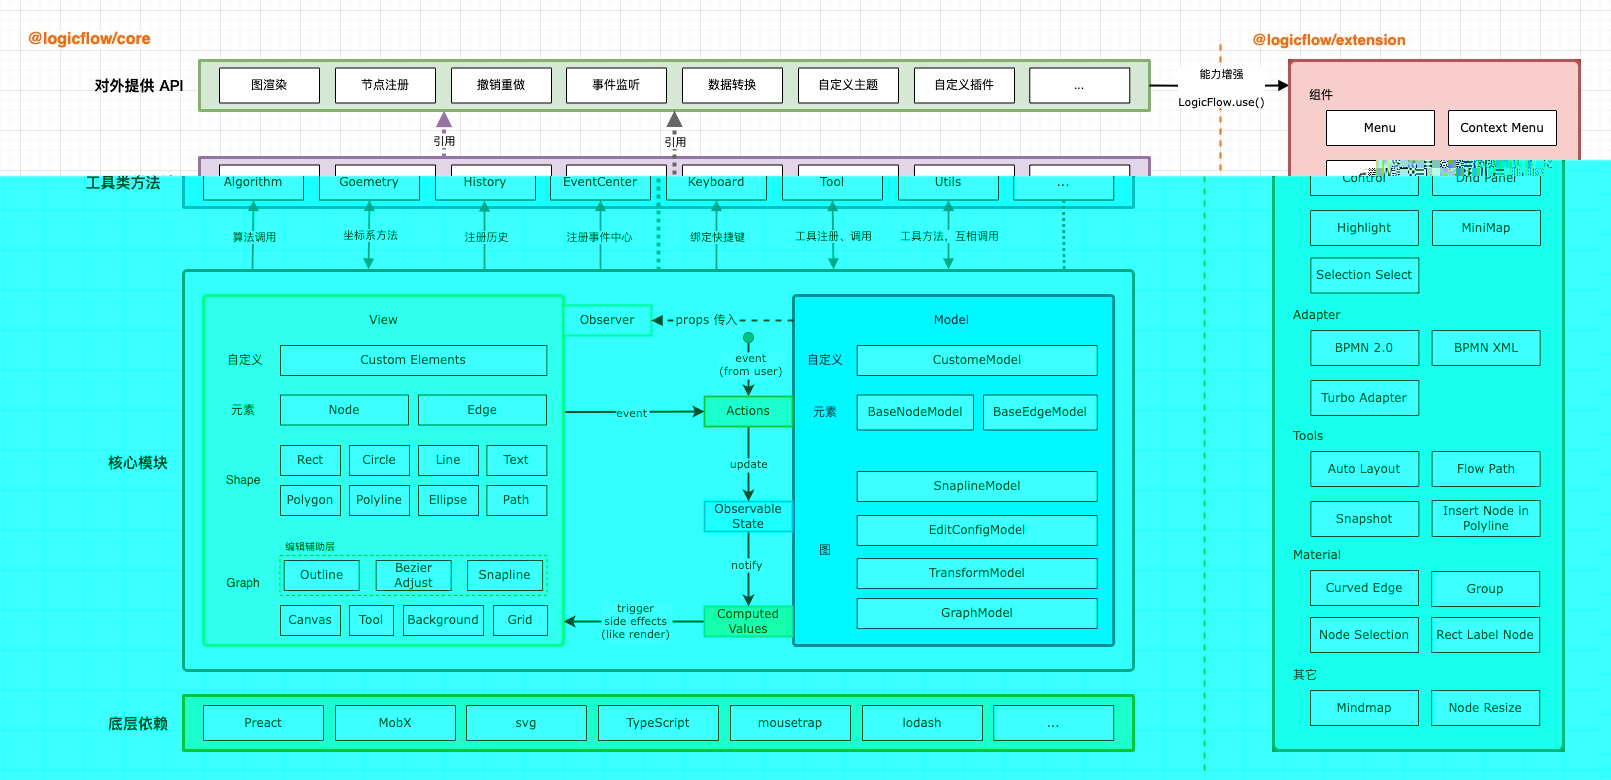 @logicflow/core
@logicflow/extension
对外提供 API
图渲染
节点注册
撤销重做
事件监听
数据转换
自定义主题
自定义插件
...
能力增强
LogicFlow.use()
组件
Menu
Context Menu
Control
Dnd Panel
Highlight
MiniMap
Selection Select
Adapter
BPMN 2.0
BPMN XML
Turbo Adapter
Tools
Auto Layout
Flow Path
Snapshot
Insert Node in
Polyline
Material
Curved Edge
Group
Node Selection
Rect Label Node
其它
Mindmap
Node Resize
引用
引用
工具类方法
Algorithm
Goemetry
History
EventCenter
Keyboard
Tool
Utils
...
算法调用
坐标系方法
注册历史
注册事件中心
绑定快捷键
工具注册、调用
工具方法，互相调用
核心模块
View
自定义
Custom Elements
元素
Node
Edge
Shape
Rect
Circle
Line
Text
Polygon
Polyline
Ellipse
Path
编辑辅助层
Graph
Outline
Bezier
Adjust
Snapline
Canvas
Tool
Background
Grid
Observer
props 传入
event
(from user)
event
Actions
update
Observable
State
notify
Computed
Values
trigger
side effects
(like render)
Model
自定义
CustomeModel
元素
BaseNodeModel
BaseEdgeModel
图
SnaplineModel
EditConfigModel
TransformModel
GraphModel
底层依赖
Preact
MobX
svg
TypeScript
mousetrap
lodash
...